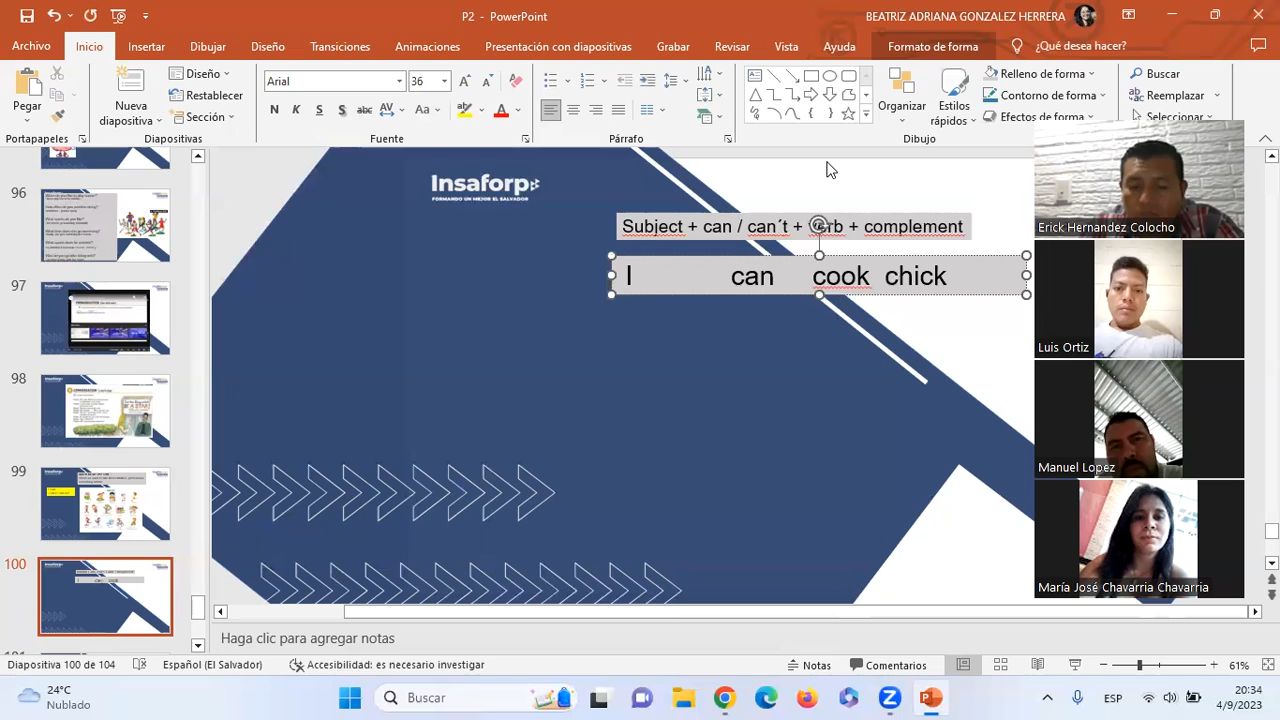 P2 - PowerPoint
BEATRIZ ADRIANA GONZALEZ HERRERA
Archivo Inicio Insertar Dibujar Diseño Transiciones Animaciones Presentación con diapositivas Grabar Revisar Vista Ayuda Formato de forma ¿Qué desea hacer?
Pegar
Portapapeles
Nueva diapositiva
Diseño
Restablecer
Sección
Diapositivas
Arial 36
N K S S abc AV Aa A
Fuente
Párrafo
Organizar
Estilos rápidos
Relleno de forma
Contorno de forma
Efectos de forma
Dibujo
Buscar
Reemplazar
Seleccionar
96
97
98
99
100
Insaforp
FORMANDO UN MEJOR EL SALVADOR
Subject + can / +
I can cook chick
Erick Hernandez Colocho
Luis Ortiz
Manuel Lopez
María José Chavarria Chavarria
Haga clic para agregar notas
Diapositiva 100 de 104 Español (El Salvador) Accesibilidad: es necesario investigar Notas Comentarios 61%
24°C
Nublado
Buscar
ESP
20:34
4/9/2023